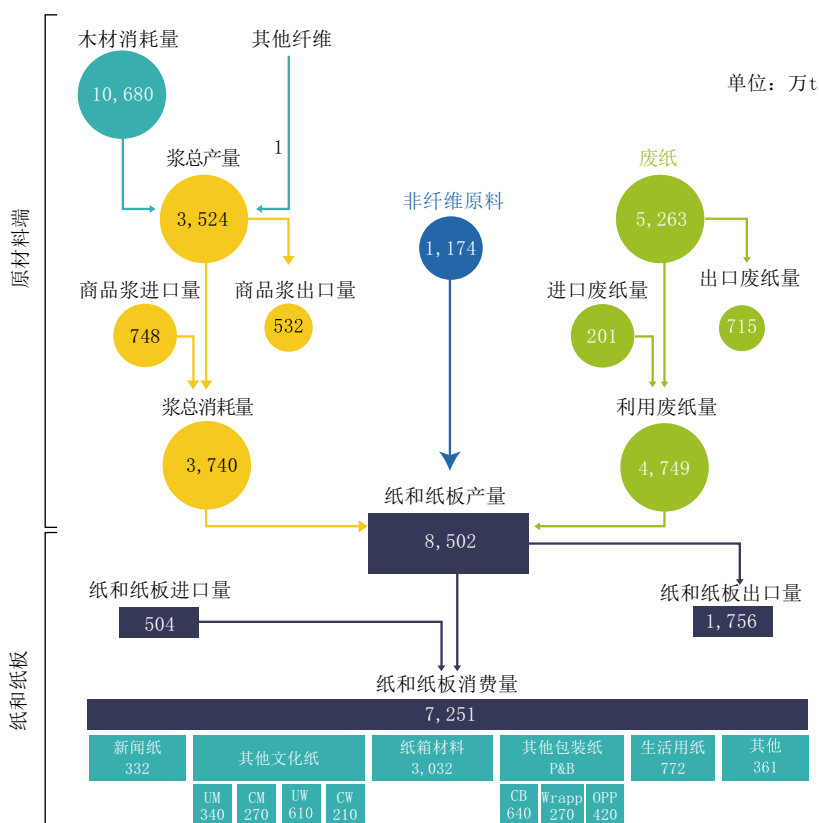 木材消耗量
其他纤维
10,680
单位: 万t
1
浆总产量
废纸
3,524
非纤维原料
5,263
1,174
商品浆进口量
商品浆出口量
进口废纸量
出口废纸量
748
532
201
715
原材料端
浆总消耗量
利用废纸量
3,740
4,749
纸和纸板产量
8,502
纸和纸板进口量
纸和纸板出口量
504
1,756
纸和纸板
纸和纸板消费量
7,251
新闻纸
332
其他文化纸
纸箱材料
3,032
其他包装纸
P&B
生活用纸
772
其他
361
UM
340
CM
270
UW
610
CW
210
CB
640
Wrapp
270
OPP
420